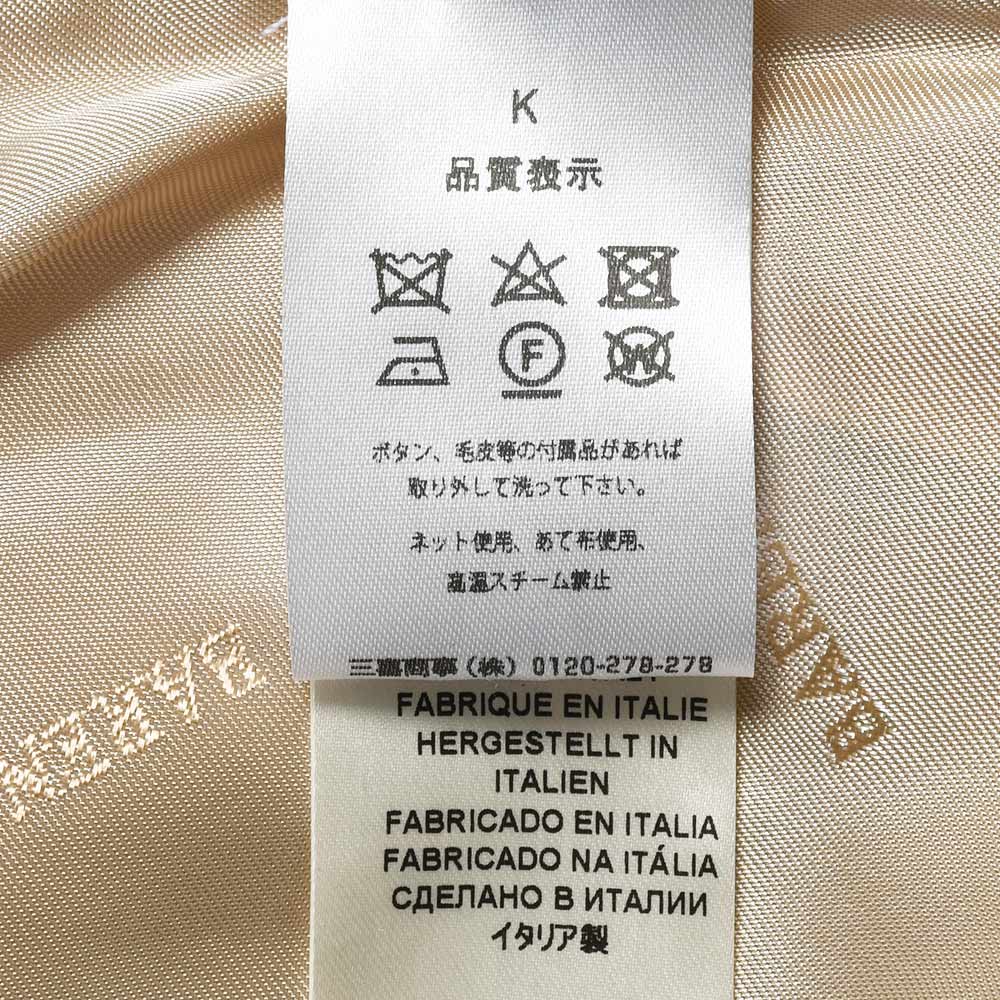 K
品質表示
F
W
ボタン、毛皮等の付属品があれば
取り外して洗って下さい。
ネット使用、あて布使用、
高温スチーム禁止
三喜商事（株）0120-278-278
FABRIQUE EN ITALIE
HERGESTELLT IN
ITALIEN
FABRICADO EN ITALIA
FABRICADO NA ITÁLIA
СДЕЛАНО В ИТАЛИИ
イタリア製